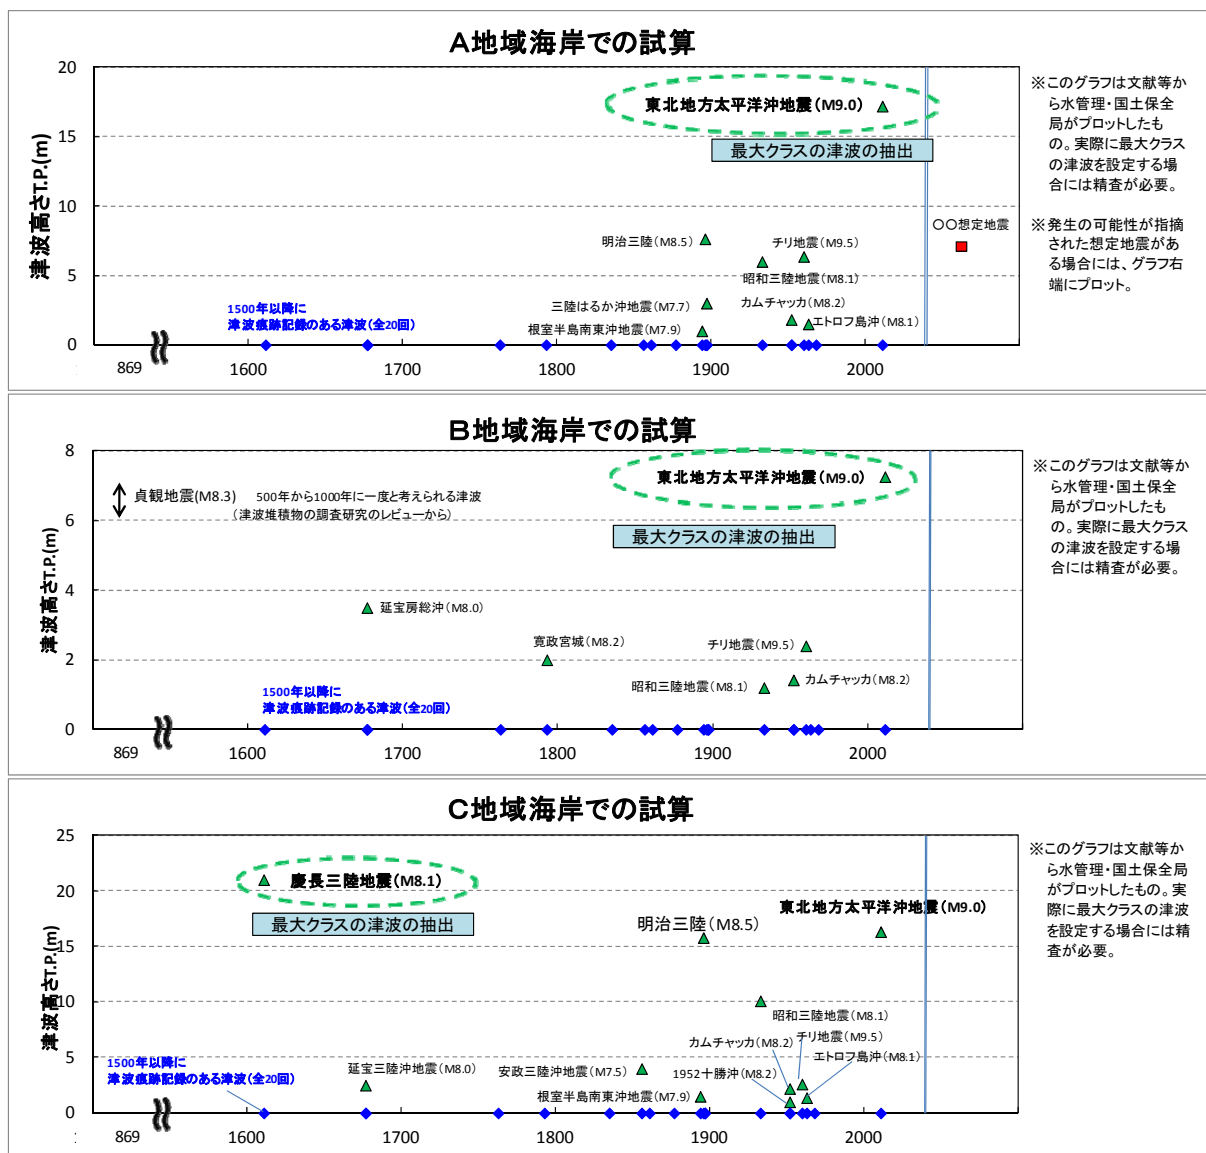 A地域海岸での試算
津波高さT.P.(m)
20
15
10
5
0
東北地方太平洋沖地震(M9.0)
最大クラスの津波の抽出
○○想定地震
明治三陸(M8.5)
チリ地震(M9.5)
昭和三陸地震(M8.1)
三陸はるか沖地震(M7.7)
カムチャッカ(M8.2)
根室半島南東沖地震(M7.9)
エトロフ島沖(M8.1)
1500年以降に
津波痕跡記録のある津波(全20回)
869
1600
1700
1800
1900
2000
※このグラフは文献等か
ら水管理・国土保全
局がプロットしたも
の。実際に最大クラス
の津波を設定する場
合には精査が必要。
※発生の可能性が指摘
された想定地震があ
る場合には、グラフ右
端にプロット。
B地域海岸での試算
津波高さT.P.(m)
8
6
4
2
0
東北地方太平洋沖地震(M9.0)
最大クラスの津波の抽出
貞観地震(M8.3)
500年から1000年に一度と考えられる津波
(津波堆積物の調査研究のレビューから)
延宝房総沖(M8.0)
寛政宮城(M8.2)
チリ地震(M9.5)
昭和三陸地震(M8.1)
カムチャッカ(M8.2)
1500年以降に
津波痕跡記録のある津波(全20回)
869
1600
1700
1800
1900
2000
※このグラフは文献等か
ら水管理・国土保全
局がプロットしたも
の。実際に最大クラス
の津波を設定する場
合には精査が必要。
C地域海岸での試算
津波高さT.P.(m)
25
20
15
10
5
0
慶長三陸地震(M8.1)
最大クラスの津波の抽出
明治三陸(M8.5)
東北地方太平洋沖地震(M9.0)
昭和三陸地震(M8.1)
カムチャッカ(M8.2)
チリ地震(M9.5)
エトロフ島沖(M8.1)
1952十勝沖(M8.2)
延宝三陸沖地震(M8.0)
安政三陸沖地震(M7.5)
根室半島南東沖地震(M7.9)
1500年以降に
津波痕跡記録のある津波(全20回)
869
1600
1700
1800
1900
2000
※このグラフは文献等か
ら水管理・国土保全局
がプロットしたもの。実
際に最大クラスの津波
を設定する場合には精
査が必要。